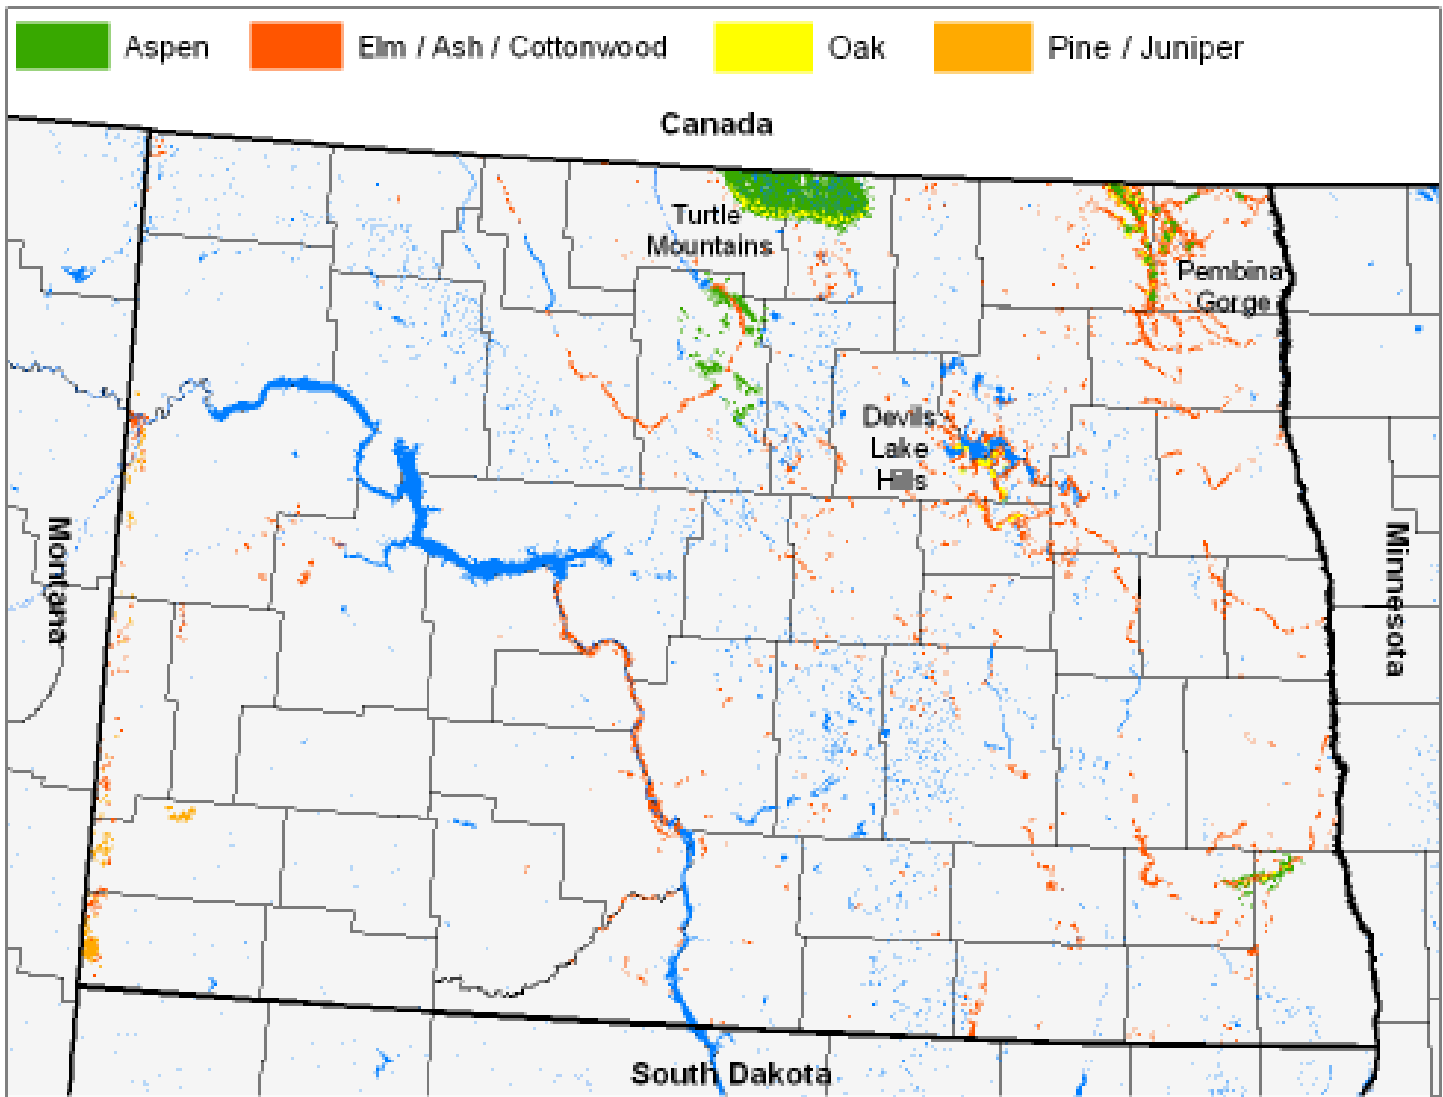 Aspen
Elm / Ash / Cottonwood
Oak
Pine / Juniper
Canada
Turtle
Mountains
Pembina
Gorge
Devils
Lake
Hills
Montana
Minnesota
South Dakota